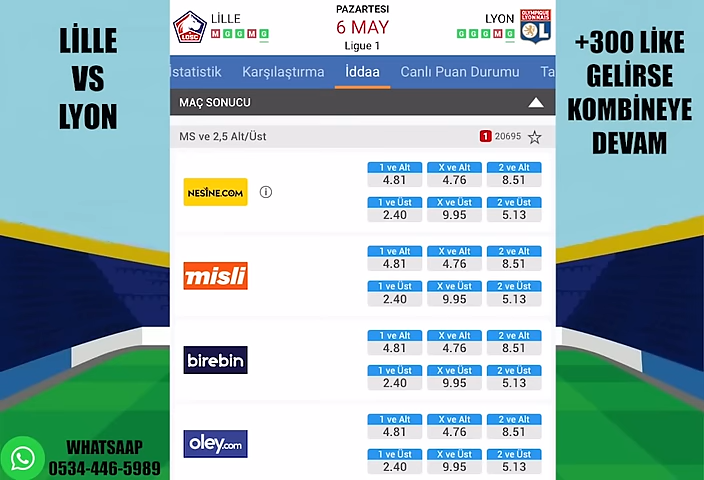 LİLLE
VS
LYON
LOSC
LİLLE
M G G M G
PAZARTESİ
6 MAY
Ligue 1
LYON
G G G M G
OLYMPIQUE LYONNAIS
OL
+300 LİKE
GELİRSE
KOMBİNEYE
DEVAM
İstatistik Karşılaştırma İddaa Canlı Puan Durumu Ta
MAÇ SONUCU
MS ve 2,5 Alt/Üst 1 20695
NESİNE.COM
1 ve Alt X ve Alt 2 ve Alt
4.81 4.76 8.51
1 ve Üst X ve Üst 2 ve Üst
2.40 9.95 5.13
misli
1 ve Alt X ve Alt 2 ve Alt
4.81 4.76 8.51
1 ve Üst X ve Üst 2 ve Üst
2.40 9.95 5.13
birebin
1 ve Alt X ve Alt 2 ve Alt
4.81 4.76 8.51
1 ve Üst X ve Üst 2 ve Üst
2.40 9.95 5.13
oley.com
1 ve Alt X ve Alt 2 ve Alt
4.81 4.76 8.51
1 ve Üst X ve Üst 2 ve Üst
2.40 9.95 5.13
WHATSAAP
0534-446-5989